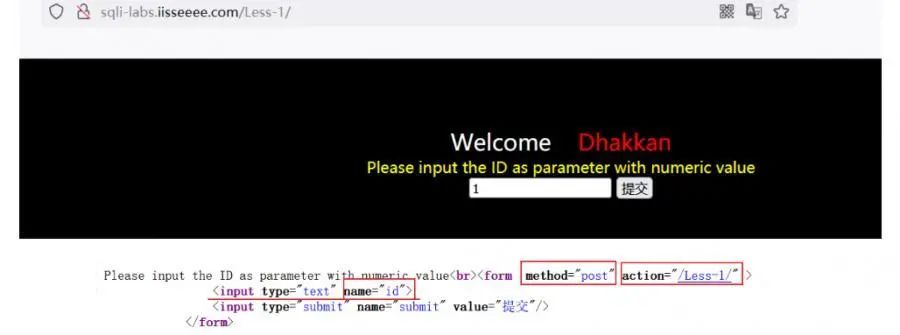 sqli-labs.iisseeee.com/Less-1/
Welcome Dhakkan
Please input the ID as parameter with numeric value
1 提交
Please input the ID as parameter with numeric value<br><form method="post" action="/Less-1/" >
<input type="text" name="id">
<input type="submit" name="submit" value="提交"/>
</form>